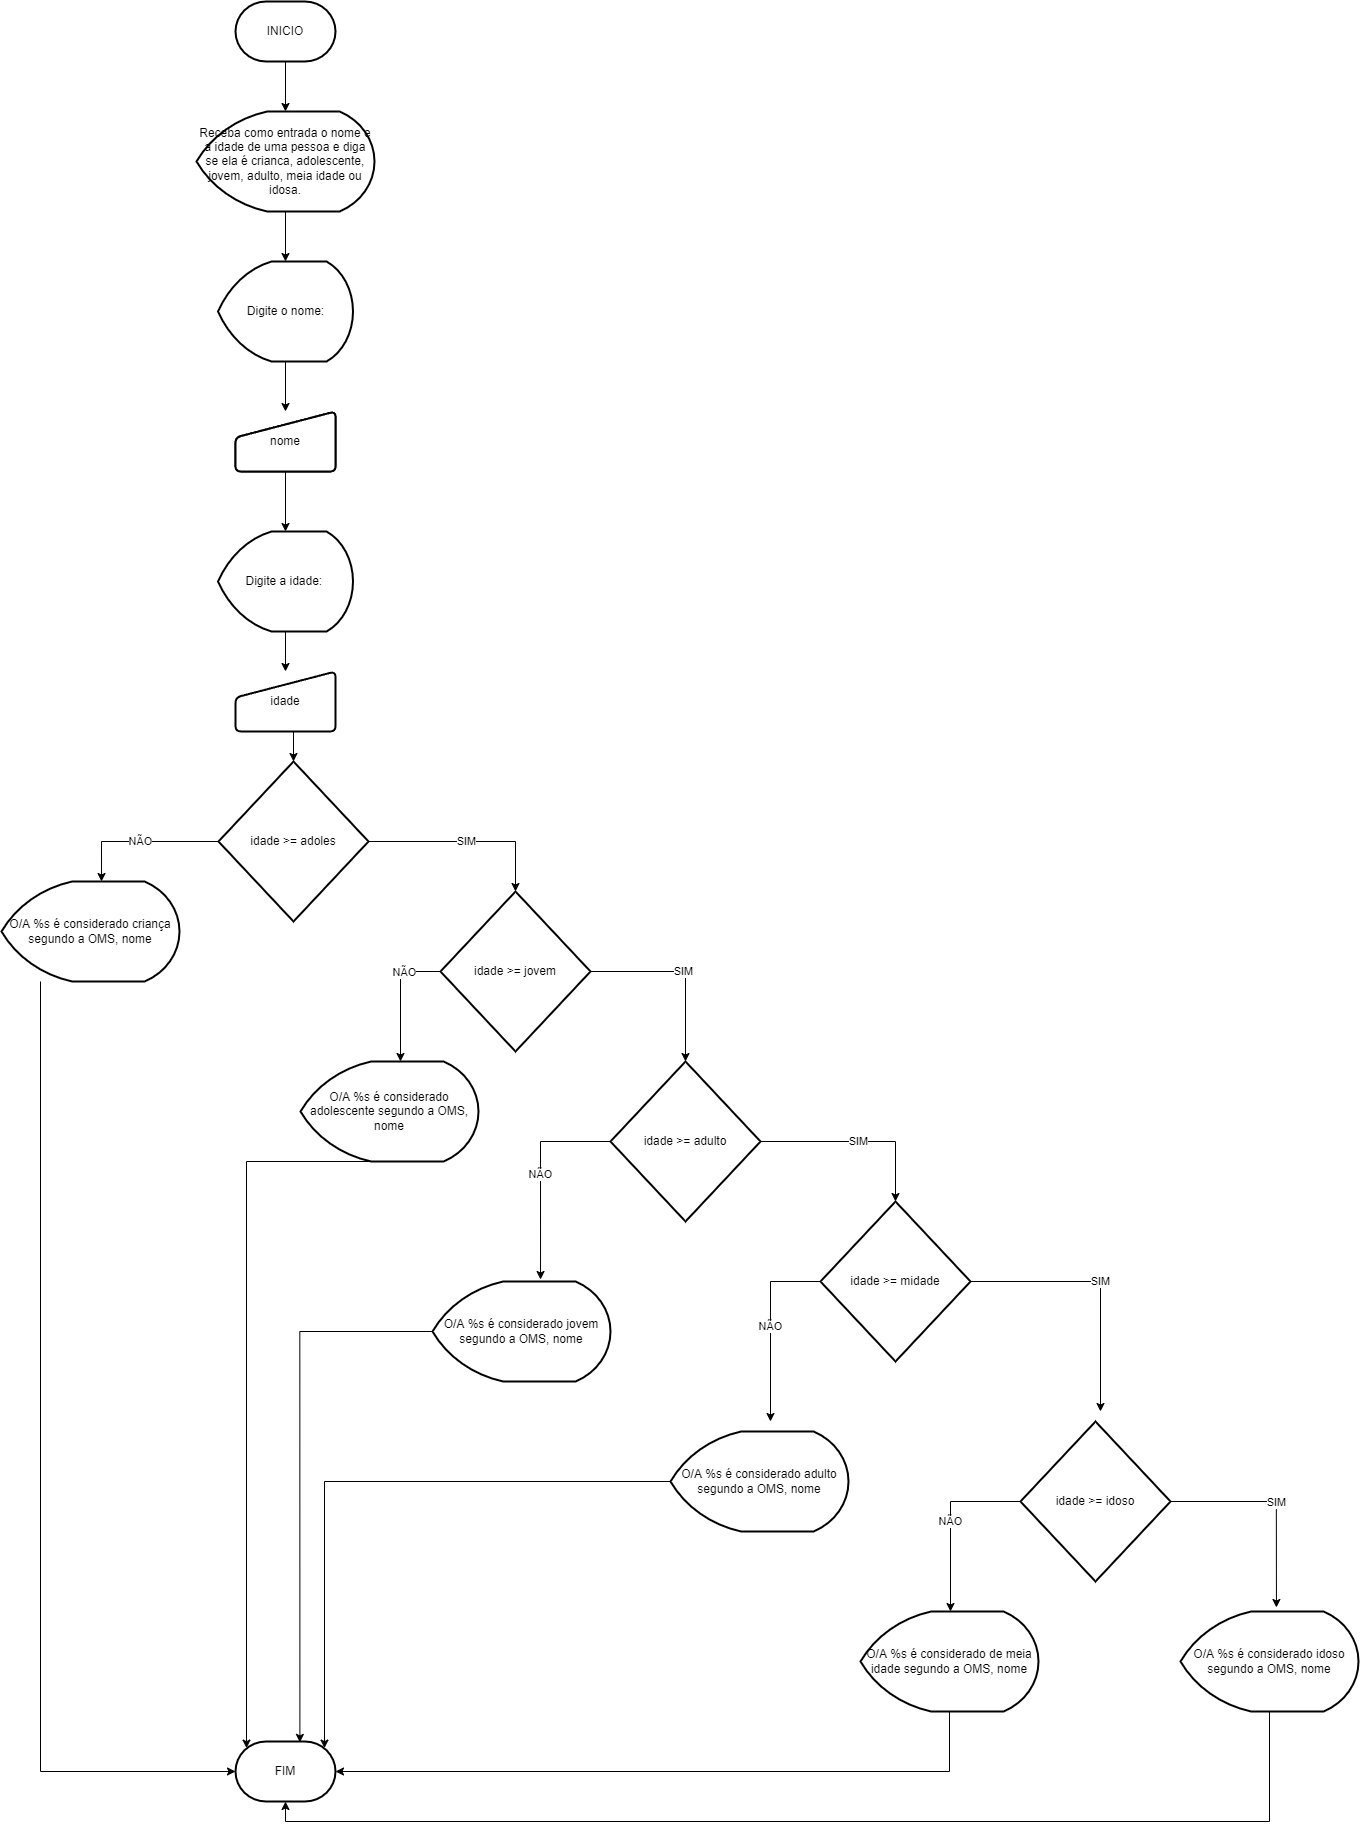 INICIO
Receba como entrada o nome e
a idade de uma pessoa e diga
se ela é crianca, adolescente,
jovem, adulto, meia idade ou
idosa.
Digite o nome:
nome
Digite a idade:
idade
idade >= adoles
NÃO
SIM
O/A %s é considerado criança
segundo a OMS, nome
idade >= jovem
NÃO
SIM
O/A %s é considerado
adolescente segundo a OMS,
nome
idade >= adulto
NÃO
SIM
O/A %s é considerado jovem
segundo a OMS, nome
idade >= midade
NÃO
SIM
O/A %s é considerado adulto
segundo a OMS, nome
idade >= idoso
NÃO
SIM
O/A %s é considerado de meia
idade segundo a OMS, nome
O/A %s é considerado idoso
segundo a OMS, nome
FIM